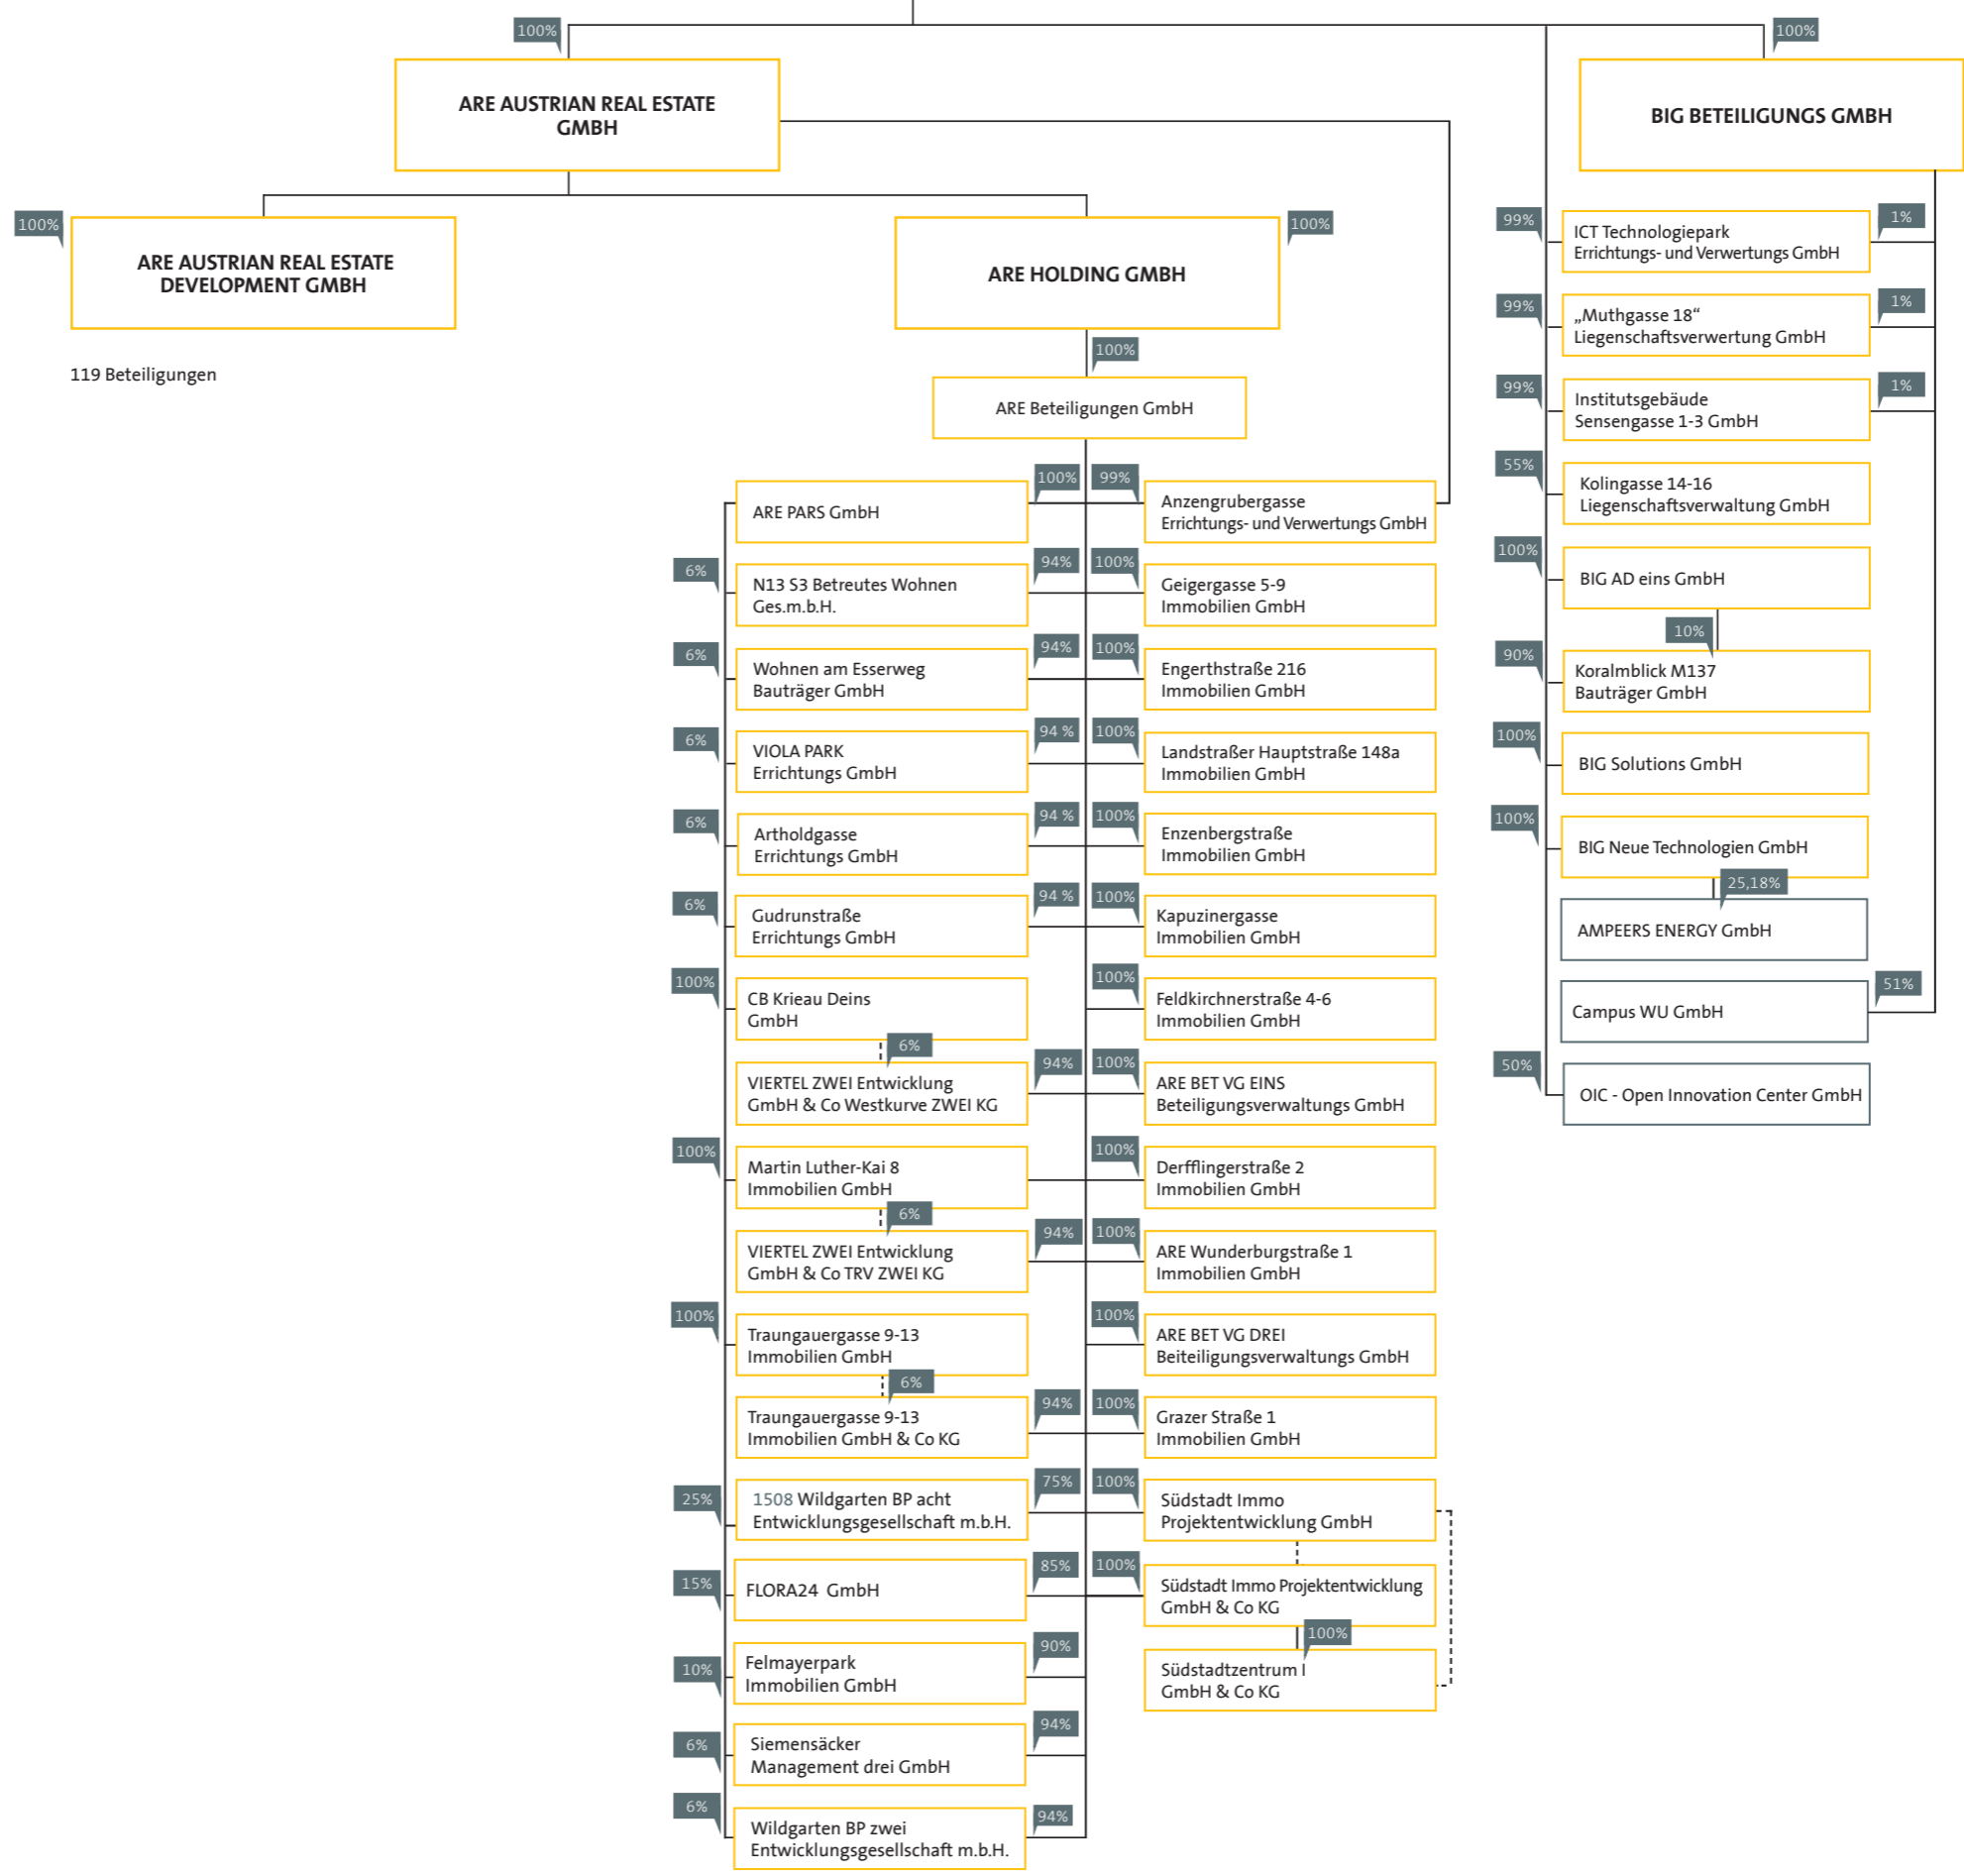 100%
100%
ARE AUSTRIAN REAL ESTATE
GMBH
BIG BETEILIGUNGS GMBH
100%
ARE AUSTRIAN REAL ESTATE
DEVELOPMENT GMBH
119 Beteiligungen
ARE HOLDING GMBH
100%
100%
ARE Beteiligungen GmbH
ARE PARS GmbH
100%
99%
Anzengrubergasse
Errichtungs- und Verwertungs GmbH
6%
N13 S3 Betreutes Wohnen
Ges.m.b.H.
94%
100%
Geigergasse 5-9
Immobilien GmbH
6%
Wohnen am Esserweg
Bauträger GmbH
94%
100%
Engerthstraße 216
Immobilien GmbH
6%
VIOLA PARK
Errichtungs GmbH
94 %
100%
Landstraßer Hauptstraße 148a
Immobilien GmbH
6%
Artholdgasse
Errichtungs GmbH
94 %
100%
Enzenbergstraße
Immobilien GmbH
6%
Gudrunstraße
Errichtungs GmbH
94 %
100%
Kapuzinergasse
Immobilien GmbH
100%
CB Krieau Deins
GmbH
100%
Feldkirchnerstraße 4-6
Immobilien GmbH
6%
VIERTEL ZWEI Entwicklung
GmbH & Co Westkurve ZWEI KG
94%
100%
ARE BET VG EINS
Beteiligungsverwaltungs GmbH
100%
Martin Luther-Kai 8
Immobilien GmbH
100%
Derfflingerstraße 2
Immobilien GmbH
6%
VIERTEL ZWEI Entwicklung
GmbH & Co TRV ZWEI KG
94%
100%
ARE Wunderburgstraße 1
Immobilien GmbH
100%
Traungauergasse 9-13
Immobilien GmbH
100%
ARE BET VG DREI
Beiteiligungsverwaltungs GmbH
6%
Traungauergasse 9-13
Immobilien GmbH & Co KG
94%
100%
Grazer Straße 1
Immobilien GmbH
25%
1508 Wildgarten BP acht
Entwicklungsgesellschaft m.b.H.
75%
100%
Südstadt Immo
Projektentwicklung GmbH
15%
FLORA24 GmbH
85%
100%
Südstadt Immo Projektentwicklung
GmbH & Co KG
10%
Felmayerpark
Immobilien GmbH
90%
100%
Südstadtzentrum I
GmbH & Co KG
6%
Siemensäcker
Management drei GmbH
94%
6%
Wildgarten BP zwei
Entwicklungsgesellschaft m.b.H.
94%
99%
ICT Technologiepark
Errichtungs- und Verwertungs GmbH
1%
99%
„Muthgasse 18“
Liegenschaftsverwertung GmbH
1%
99%
Institutsgebäude
Sensengasse 1-3 GmbH
1%
55%
Kolingasse 14-16
Liegenschaftsverwaltung GmbH
100%
BIG AD eins GmbH
10%
90%
Koralmblick M137
Bauträger GmbH
100%
BIG Solutions GmbH
100%
BIG Neue Technologien GmbH
25,18%
AMPEERS ENERGY GmbH
51%
Campus WU GmbH
50%
OIC - Open Innovation Center GmbH